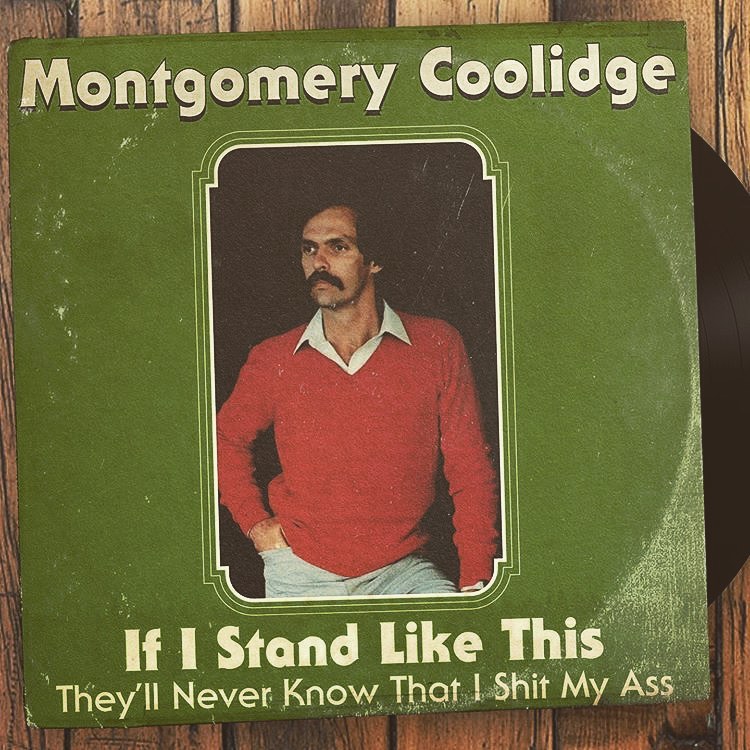 Montgomery Coolidge
If I Stand Like This
They'll Never Know That I Shit My Ass